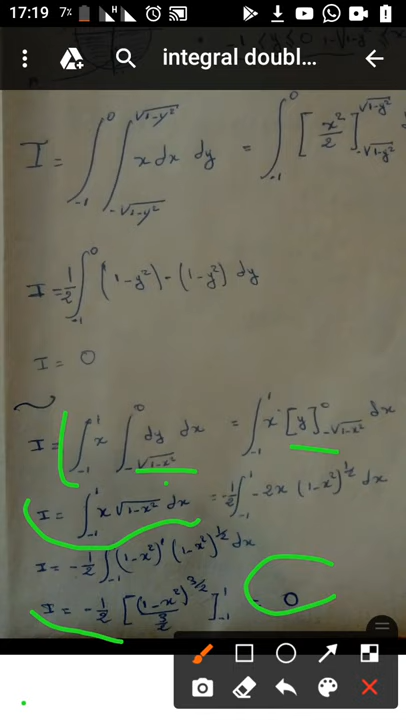 17:19 7%
integral doubl...
I = ∫_{-1}^{0} ∫_{-√1-y²}^{√1-y²} x dx dy = ∫_{-1}^{0} [x²/2]_{-√1-y²}^{√1-y²}
I = 1/2 ∫_{-1}^{0} (1-y²) - (1-y²) dy
I = 0
I = ∫_{-1}^{1} x ∫_{-√1-x²}^{0} dy dx = ∫_{-1}^{1} x · [y]_{-√1-x²}^{0} dx
I = ∫_{-1}^{1} x √1-x² dx = -1/2 ∫_{-1}^{1} -2x (1-x²)^{1/2} dx
I = -1/2 ∫_{-1}^{1} (1-x²)' (1-x²)^{1/2} dx
I = -1/2 [(1-x²)^{3/2} / 3/2]_{-1}^{1} = 0